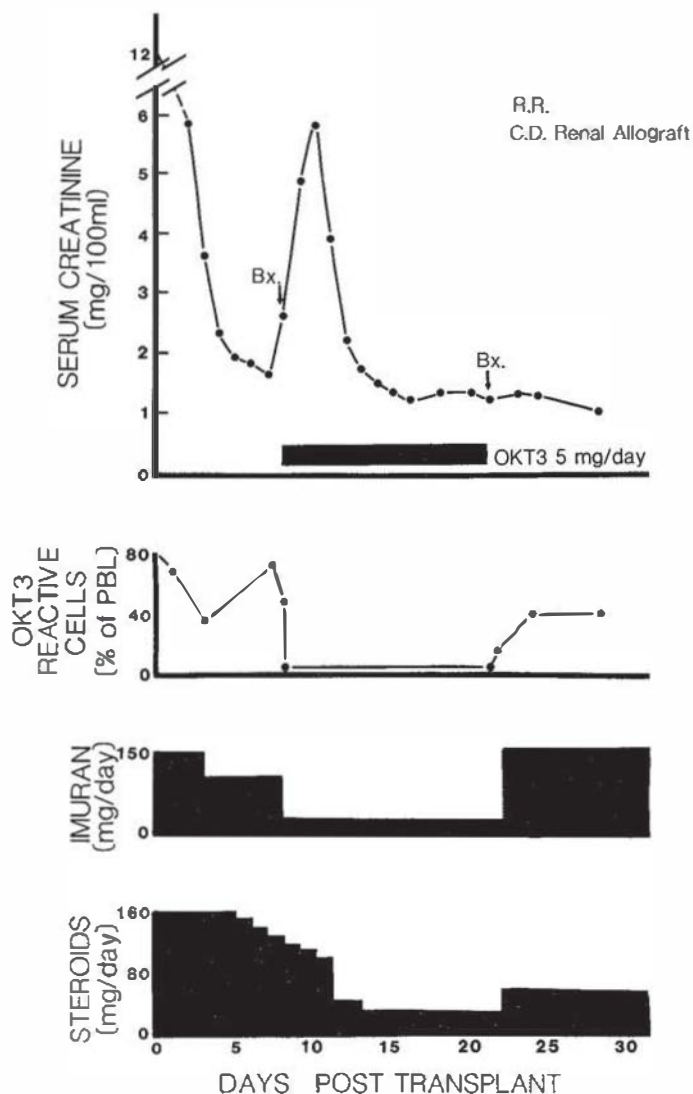 12
6
5
4
3
2
1
0
SERUM CREATININE
(mg/100ml)
R.R.
C.D. Renal Allograft
Bx.
Bx.
OKT3 5 mg/day
OKT3
REACTIVE
CELLS
(% of PBL)
80
40
0
IMURAN
(mg/day)
150
0
STEROIDS
(mg/day)
160
80
0
0 5 10 15 20 25 30
DAYS POST TRANSPLANT